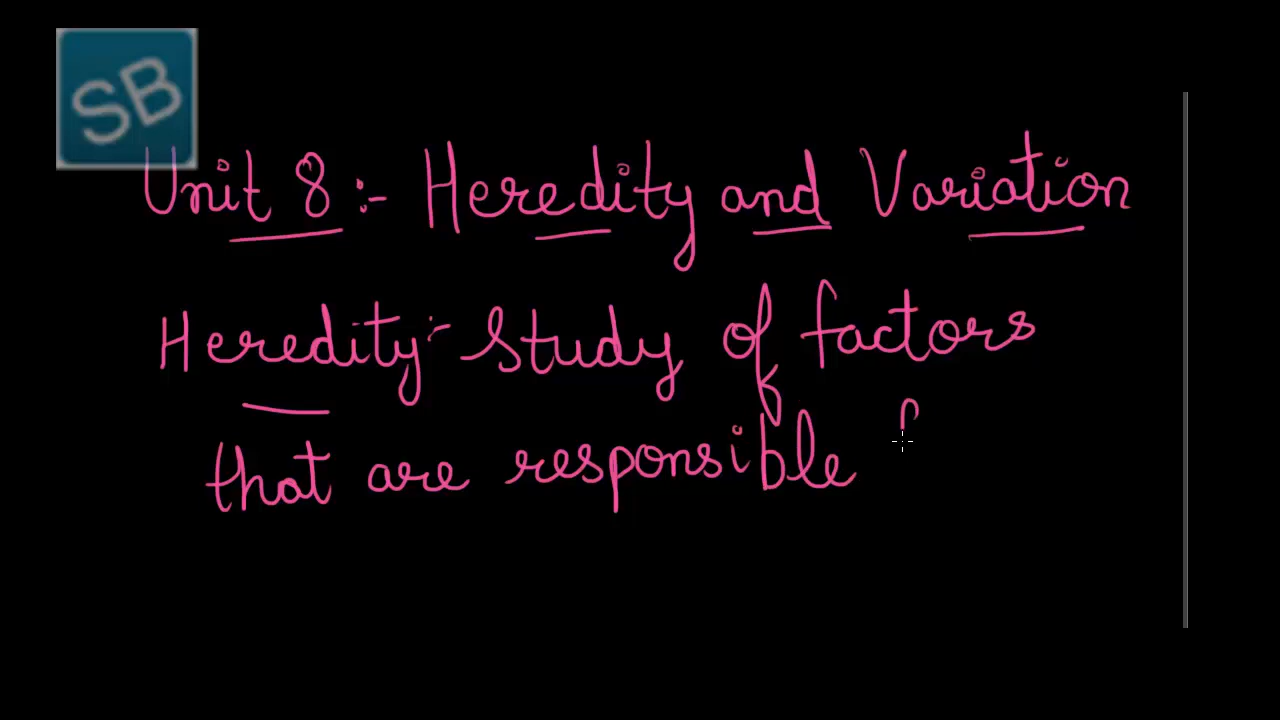 SB
Unit 8:- Heredity and Variation
Heredity:- Study of factors
that are responsible